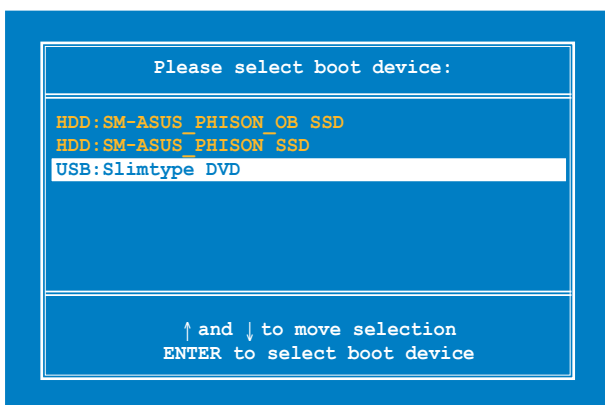 Please select boot device:
HDD:SM-ASUS_PHISON_OB SSD
HDD:SM-ASUS_PHISON SSD
USB:Slimtype DVD
↑ and ↓ to move selection
ENTER to select boot device